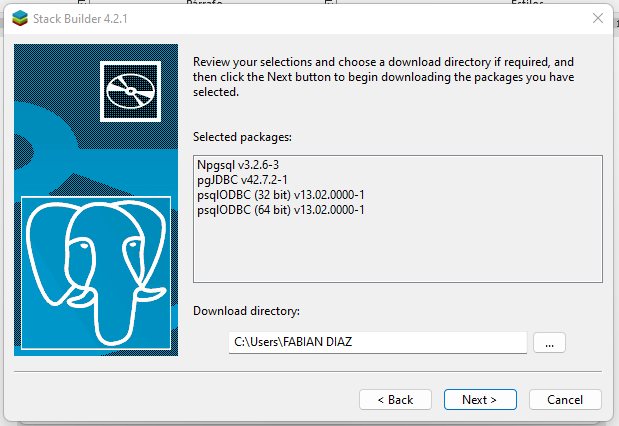 Párrafo
Estilos
Stack Builder 4.2.1
Review your selections and choose a download directory if required, and
then click the Next button to begin downloading the packages you have
selected.
Selected packages:
Npgsql v3.2.6-3
pgJDBC v42.7.2-1
psqlODBC (32 bit) v13.02.0000-1
psqlODBC (64 bit) v13.02.0000-1
Download directory:
C:\Users\FABIAN DIAZ
...
< Back
Next >
Cancel